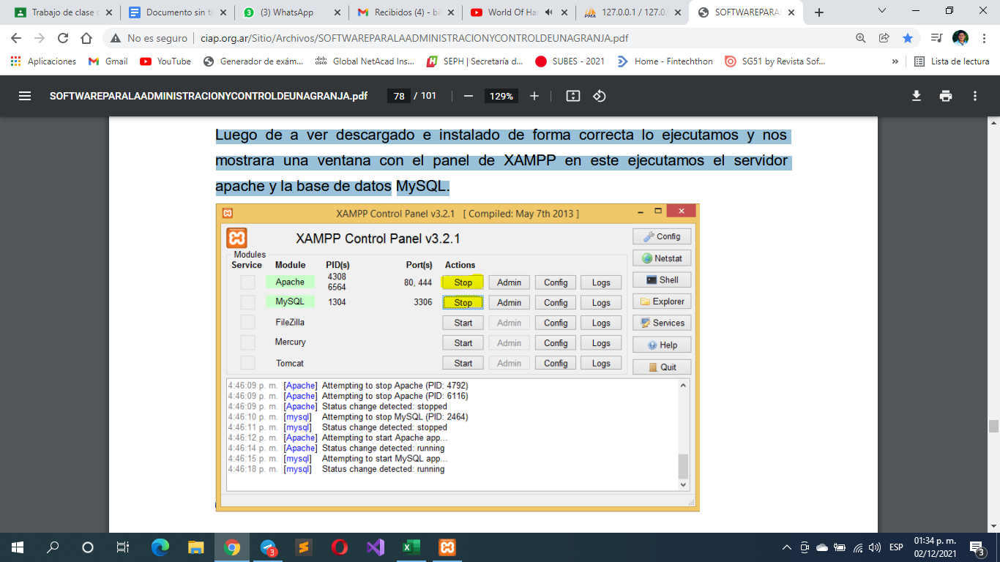 Trabajo de clase
Documento sin tí
(3) WhatsApp
Recibidos (4) - bi
World Of Har
127.0.0.1 / 127.0.
SOFTWAREPARA
No es seguro
ciap.org.ar/Sitio/Archivos/SOFTWAREPARALAADMINISTRACIONYCONTROLDEUNAGRANJA.pdf
Aplicaciones
Gmail
YouTube
Generador de exám...
Global NetAcad Ins...
SEPH | Secretaría d...
SUBES - 2021
Home - Fintechthon
SG51 by Revista Sof...
»
Lista de lectura
SOFTWAREPARALAADMINISTRACIONYCONTROLDEUNAGRANJA.pdf
78 / 101
129%
Luego de a ver descargado e instalado de forma correcta lo ejecutamos y nos
mostrara una ventana con el panel de XAMPP en este ejecutamos el servidor
apache y la base de datos MySQL.
XAMPP Control Panel v3.2.1 [ Compiled: May 7th 2013 ]
XAMPP Control Panel v3.2.1
Config
Netstat
Shell
Explorer
Services
Help
Quit
Modules
Service Module PID(s) Port(s) Actions
Apache 4308 6564 80, 444 Stop Admin Config Logs
MySQL 1304 3306 Stop Admin Config Logs
FileZilla Start Admin Config Logs
Mercury Start Admin Config Logs
Tomcat Start Admin Config Logs
4:46:09 p. m. [Apache] Attempting to stop Apache (PID: 4792)
4:46:09 p. m. [Apache] Attempting to stop Apache (PID: 6116)
4:46:09 p. m. [Apache] Status change detected: stopped
4:46:10 p. m. [mysql] Attempting to stop MySQL (PID: 2464)
4:46:11 p. m. [mysql] Status change detected: stopped
4:46:12 p. m. [Apache] Attempting to start Apache app...
4:46:14 p. m. [Apache] Status change detected: running
4:46:15 p. m. [mysql] Attempting to start MySQL app...
4:46:18 p. m. [mysql] Status change detected: running
3
ESP
01:34 p. m.
02/12/2021
3